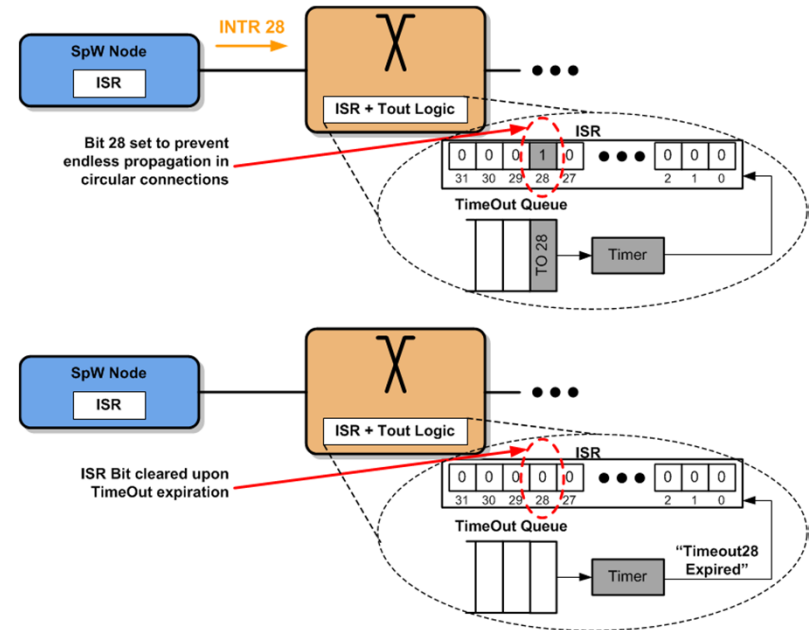 INTR 28
SpW Node
ISR
ISR + Tout Logic
Bit 28 set to prevent
endless propagation in
circular connections
ISR
0 0 0 1 0 0 0 0
31 30 29 28 27 2 1 0
TimeOut Queue
TO 28
Timer
SpW Node
ISR
ISR + Tout Logic
ISR Bit cleared upon
TimeOut expiration
ISR
0 0 0 0 0 0 0 0
31 30 29 28 27 2 1 0
TimeOut Queue
Timer
“Timeout28
Expired”